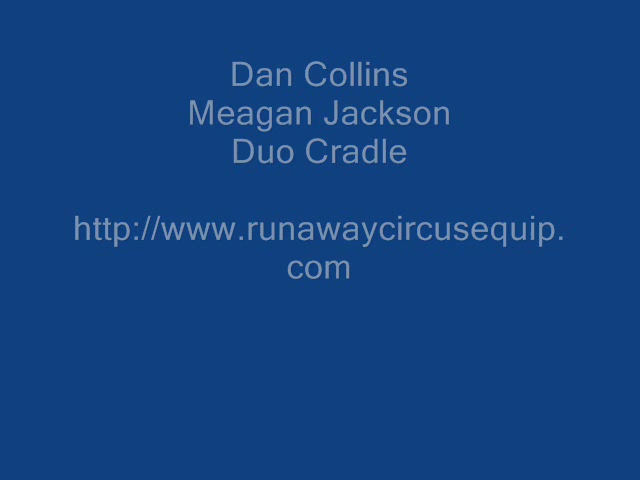 Dan Collins
Meagan Jackson
Duo Cradle
http://www.runawaycircusequip.
com